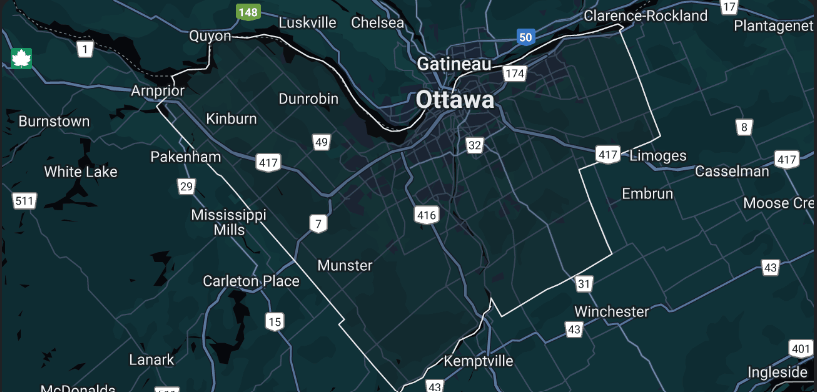 148
Luskville
Chelsea
Clarence-Rockland
17
Plantagenet
Quyon
50
1
Gatineau
174
Arnprior
Dunrobin
Ottawa
Burnstown
Kinburn
8
49
32
Pakenham
417
417
Limoges
417
White Lake
Casselman
29
Embrun
511
Moose Cre
Mississippi
Mills
7
416
Munster
43
Carleton Place
31
15
Winchester
43
401
Lanark
Kemptville
Ingleside
McDonalds
43